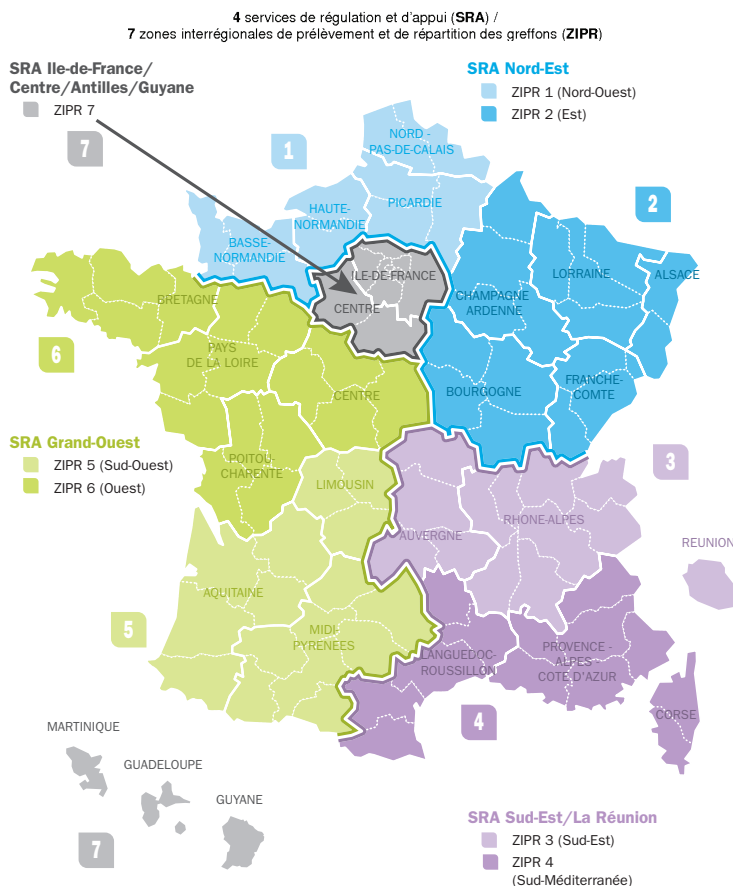 4 services de régulation et d'appui (SRA) /
7 zones interrégionales de prélèvement et de répartition des greffons (ZIPR)
SRA Ile-de-France/
Centre/Antilles/Guyane
ZIPR 7
7
SRA Nord-Est
ZIPR 1 (Nord-Ouest)
ZIPR 2 (Est)
1
2
NORD -
PAS-DE-CALAIS
PICARDIE
HAUTE-
NORMANDIE
BASSE-
NORMANDIE
ILE-DE-FRANCE
CENTRE
CHAMPAGNE
ARDENNE
LORRAINE
ALSACE
BRETAGNE
6
PAYS
DE LA LOIRE
CENTRE
BOURGOGNE
FRANCHE-
COMTE
SRA Grand-Ouest
ZIPR 5 (Sud-Ouest)
ZIPR 6 (Ouest)
POITOU-
CHARENTE
LIMOUSIN
3
AUVERGNE
RHONE-ALPES
REUNION
AQUITAINE
5
MIDI-
PYRENEES
LANGUEDOC-
ROUSSILLON
PROVENCE -
ALPES -
COTE D'AZUR
CORSE
4
MARTINIQUE
GUADELOUPE
GUYANE
7
SRA Sud-Est/La Réunion
ZIPR 3 (Sud-Est)
ZIPR 4
(Sud-Méditerranée)